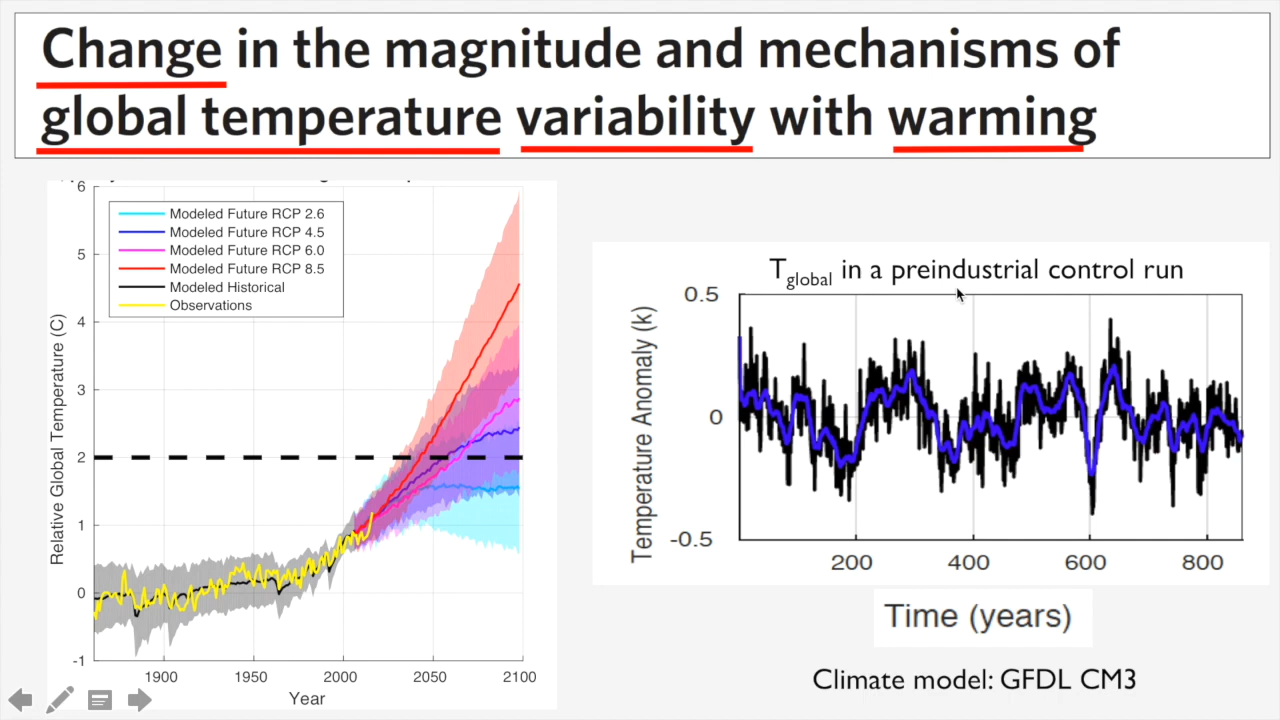 Change in the magnitude and mechanisms of
global temperature variability with warming
6
5
4
3
2
1
0
-1
Relative Global Temperature (C)
Modeled Future RCP 2.6
Modeled Future RCP 4.5
Modeled Future RCP 6.0
Modeled Future RCP 8.5
Modeled Historical
Observations
1900 1950 2000 2050 2100
Year
Tglobal in a preindustrial control run
0.5
0
-0.5
Temperature Anomaly (k)
200 400 600 800
Time (years)
Climate model: GFDL CM3